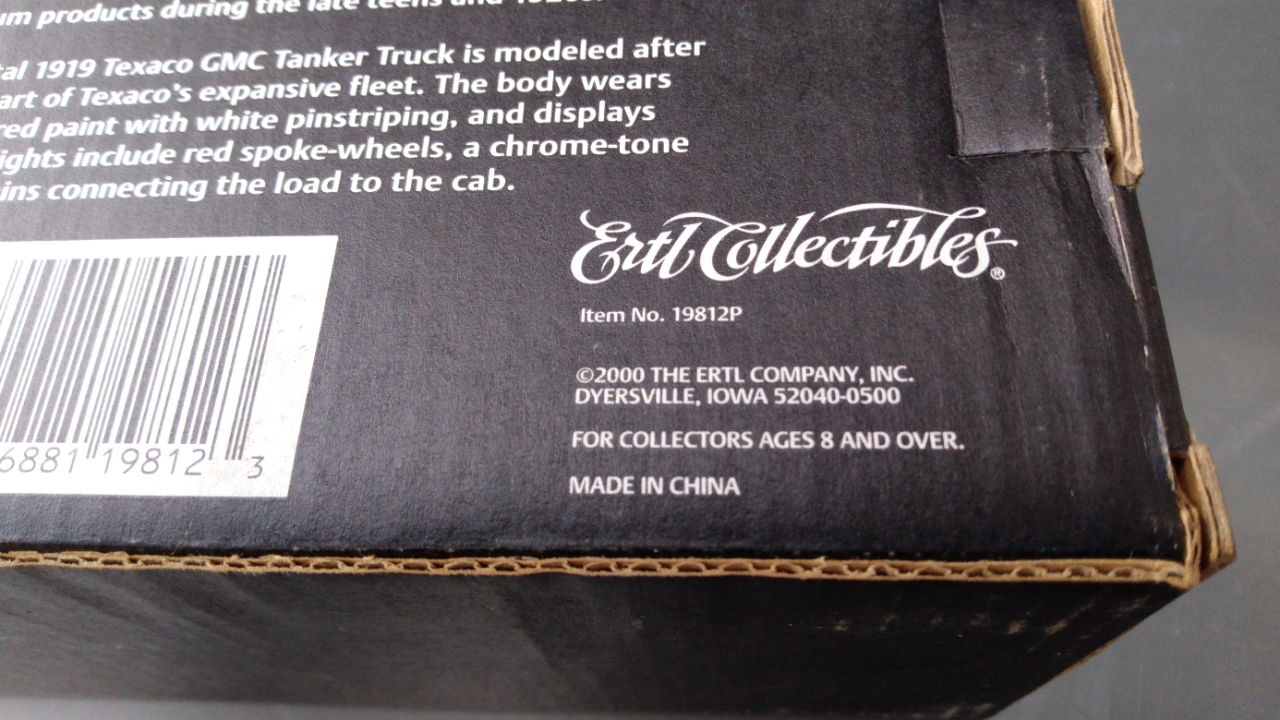 um products during the late teens and 1920s.
al 1919 Texaco GMC Tanker Truck is modeled after
art of Texaco's expansive fleet. The body wears
red paint with white pinstriping, and displays
ights include red spoke-wheels, a chrome-tone
ins connecting the load to the cab.
Ertl Collectibles®
Item No. 19812P
©2000 THE ERTL COMPANY, INC.
DYERSVILLE, IOWA 52040-0500
FOR COLLECTORS AGES 8 AND OVER.
MADE IN CHINA
6881 19812 3